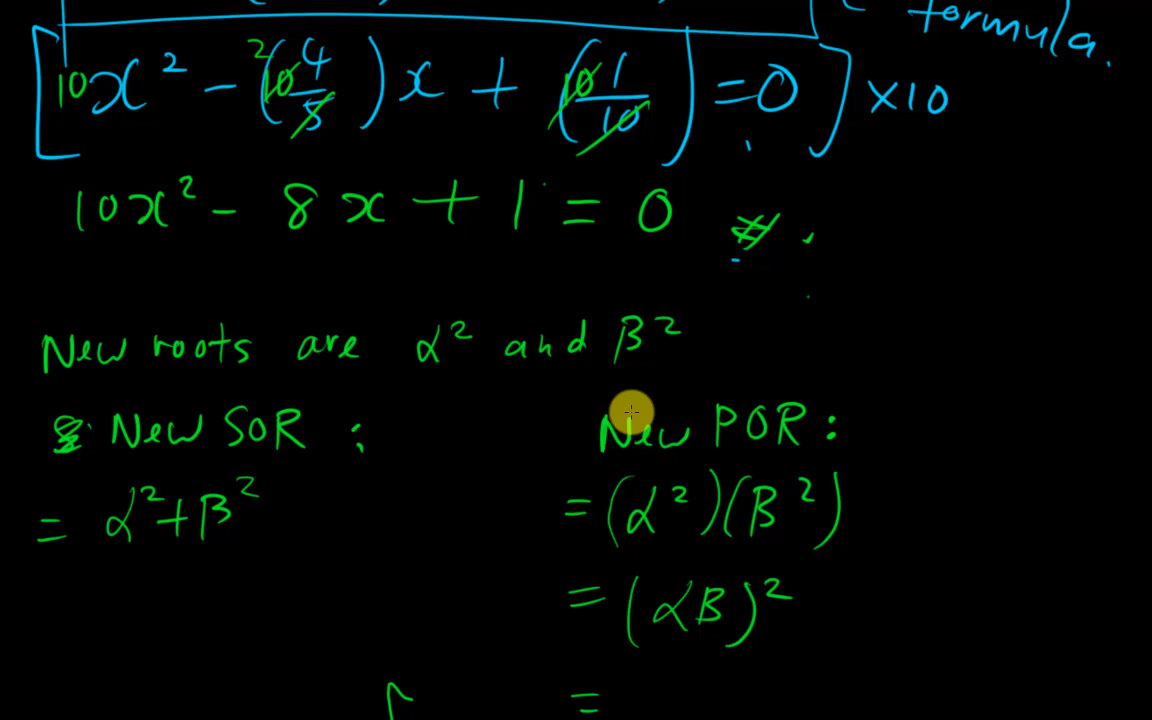 formula.
[10x² - (10 4/5)x + (10 1/10) = 0] ×10
2
10x² - 8x + 1 = 0
New roots are α² and β²
New SOR :
= α² + β²
New POR :
= (α²)(β²)
= (αβ)²
=